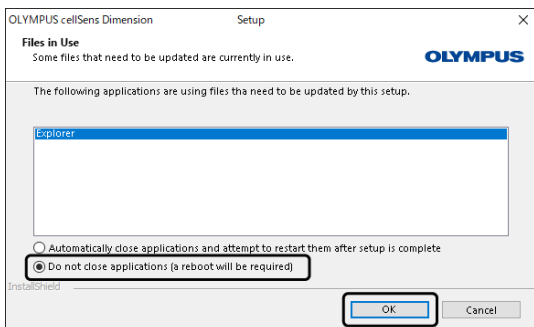 OLYMPUS cellSens Dimension Setup
Files in Use
Some files that need to be updated are currently in use.
OLYMPUS
The following applications are using files tha need to be updated by this setup.
Explorer
Automatically close applications and attempt to restart them after setup is complete
Do not close applications (a reboot will be required)
InstallShield
OK Cancel